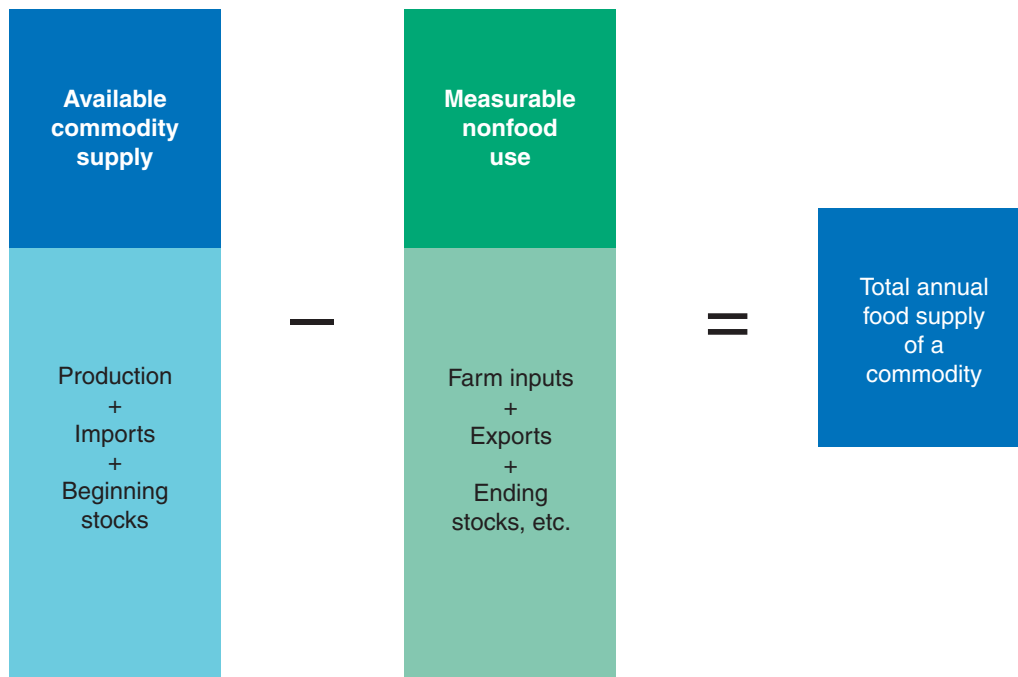 Available
commodity
supply
Production
+
Imports
+
Beginning
stocks
—
Measurable
nonfood
use
Farm inputs
+
Exports
+
Ending
stocks, etc.
=
Total annual
food supply
of a
commodity